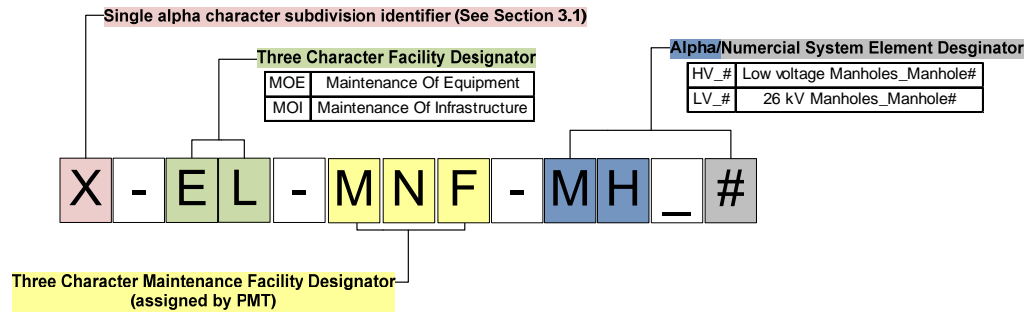 Single alpha character subdivision identifier (See Section 3.1)
Three Character Facility Designator
MOE Maintenance Of Equipment
MOI Maintenance Of Infrastructure
Alpha/Numercial System Element Desginator
HV_# Low voltage Manholes_Manhole#
LV_# 26 kV Manholes_Manhole#
X - E L - M N F - M H _ #
Three Character Maintenance Facility Designator
(assigned by PMT)